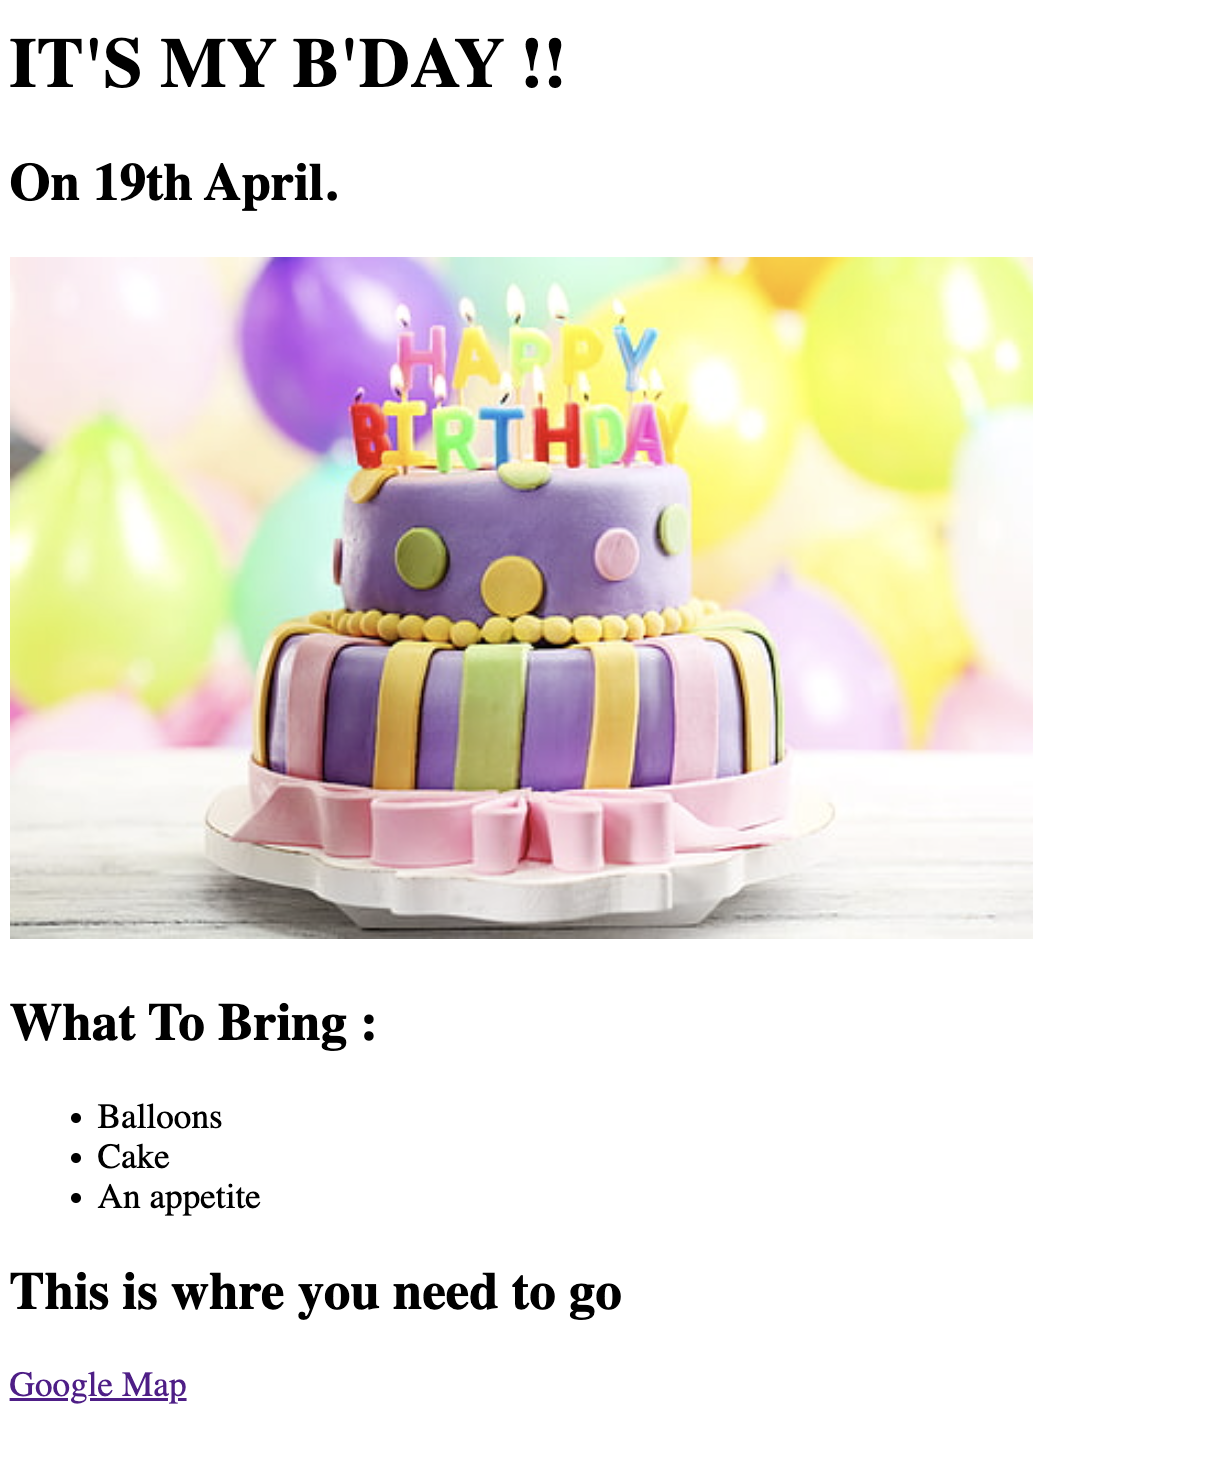 IT'S MY B'DAY !!
On 19th April.
HAPPY
BIRTHDAY
What To Bring :
Balloons
Cake
An appetite
This is whre you need to go
Google Map